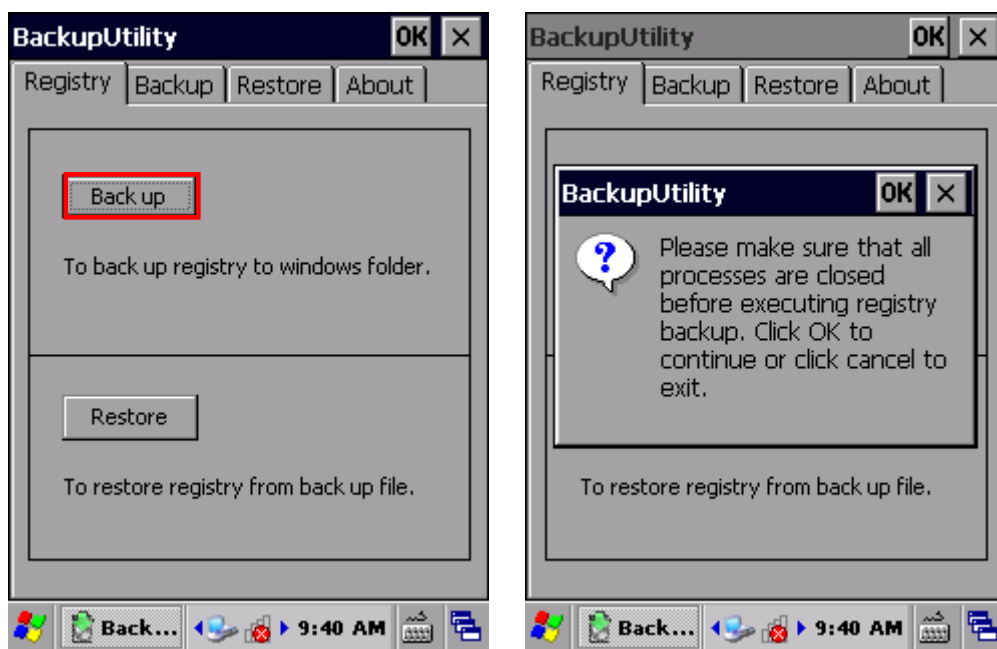 BackupUtility OK ×
Registry Backup Restore About
Back up
To back up registry to windows folder.
Restore
To restore registry from back up file.
Back... 9:40 AM
BackupUtility OK ×
Registry Backup Restore About
BackupUtility OK ×
Please make sure that all
processes are closed
before executing registry
backup. Click OK to
continue or click cancel to
exit.
To restore registry from back up file.
Back... 9:40 AM